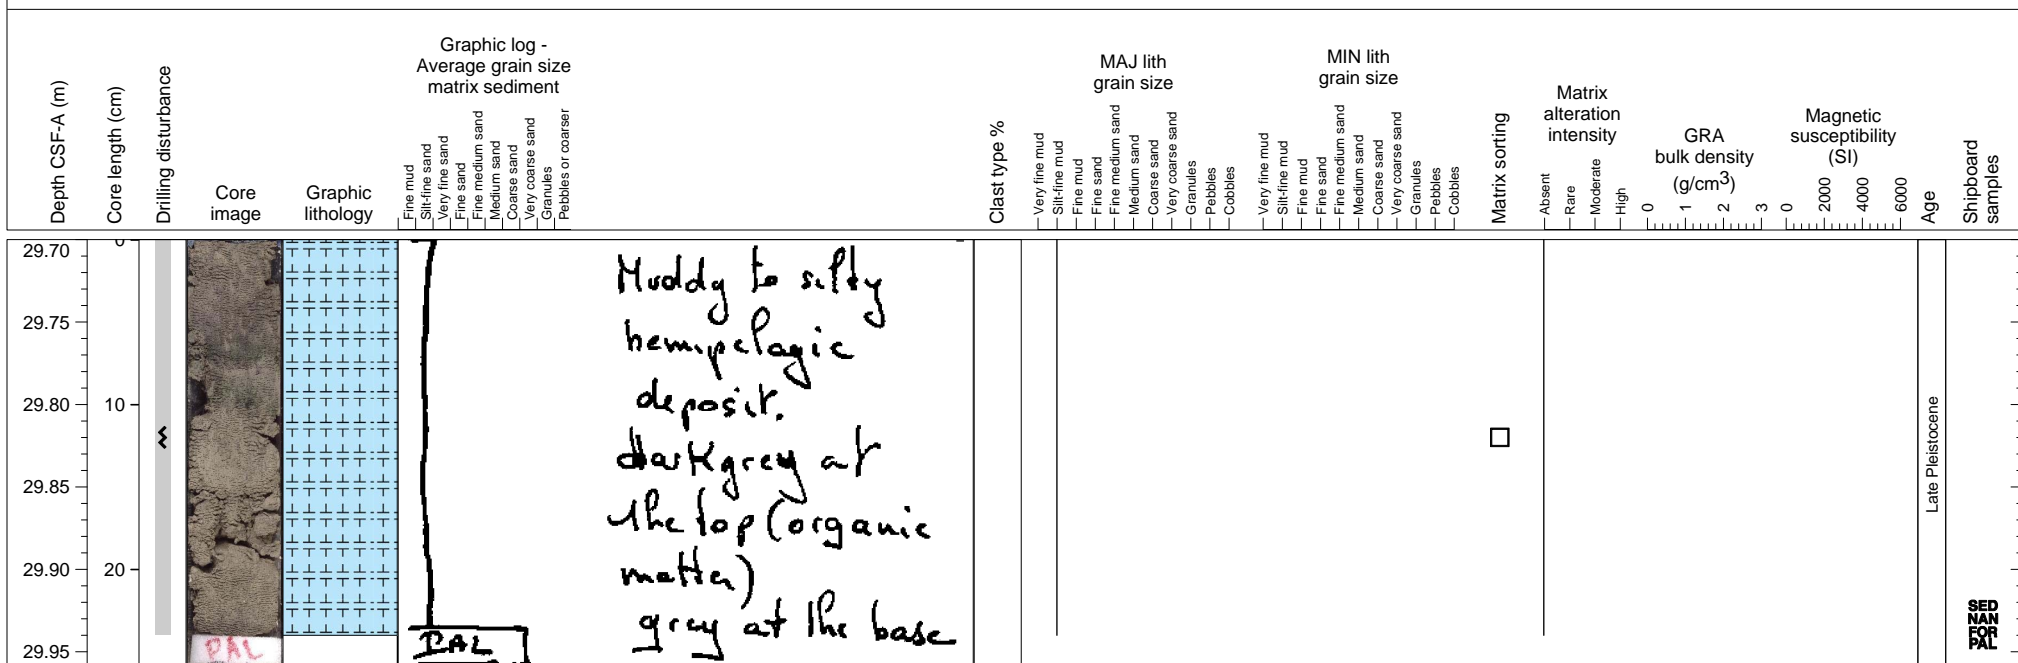 Depth CSF-A (m)
Core length (cm)
Drilling disturbance
Core
image
Graphic
lithology
Graphic log -
Average grain size
matrix sediment
Fine mud
Silt-fine sand
Very fine sand
Fine sand
Fine medium sand
Medium sand
Coarse sand
Very coarse sand
Granules
Pebbles or coarser
Clast type %
MAJ lith
grain size
Very fine mud
Silt-fine mud
Fine mud
Fine sand
Fine medium sand
Medium sand
Coarse sand
Very coarse sand
Granules
Pebbles
Cobbles
MIN lith
grain size
Very fine mud
Silt-fine mud
Fine mud
Fine sand
Fine medium sand
Medium sand
Coarse sand
Very coarse sand
Granules
Pebbles
Cobbles
Matrix sorting
Matrix
alteration
intensity
Absent
Rare
Moderate
High
GRA
bulk density
(g/cm3)
0 1 2 3
Magnetic
susceptibility
(SI)
0 2000 4000 6000
Age
Shipboard
samples
29.70
29.75
29.80
29.85
29.90
29.95
0
10
20
PAL
PAL
Muddy to silty
hemipelagic
deposit.
darkgrey at
the top (organic
matter)
grey at the base
Late Pleistocene
SED
NAN
FOR
PAL